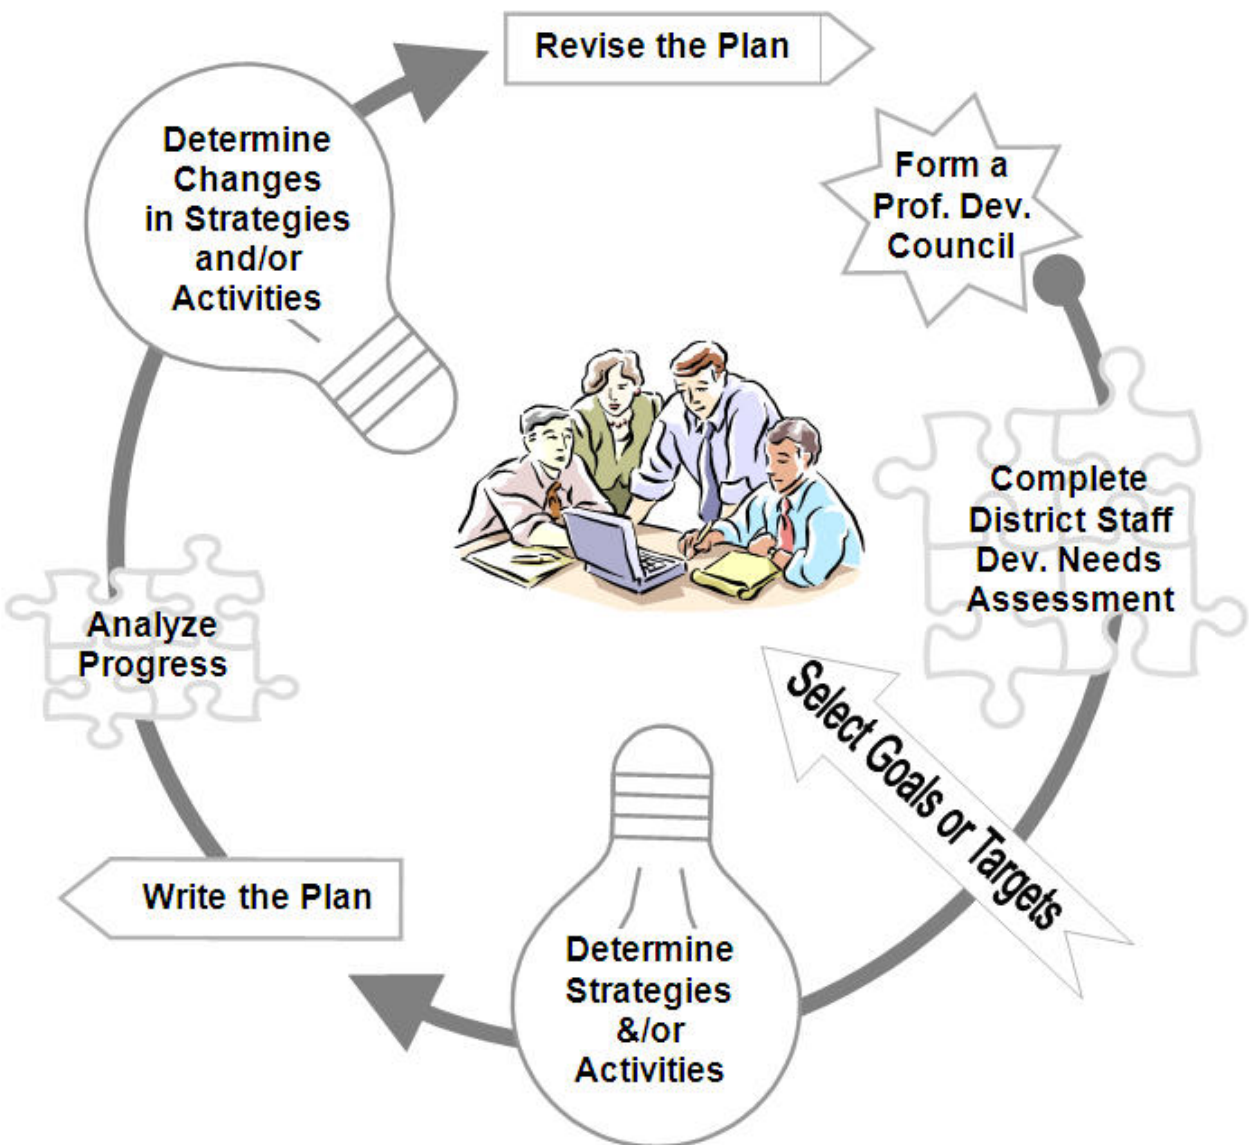 Revise the Plan
Form a
Prof. Dev.
Council
Complete
District Staff
Dev. Needs
Assessment
Select Goals or Targets
Determine
Strategies
&/or
Activities
Write the Plan
Analyze
Progress
Determine
Changes
in Strategies
and/or
Activities